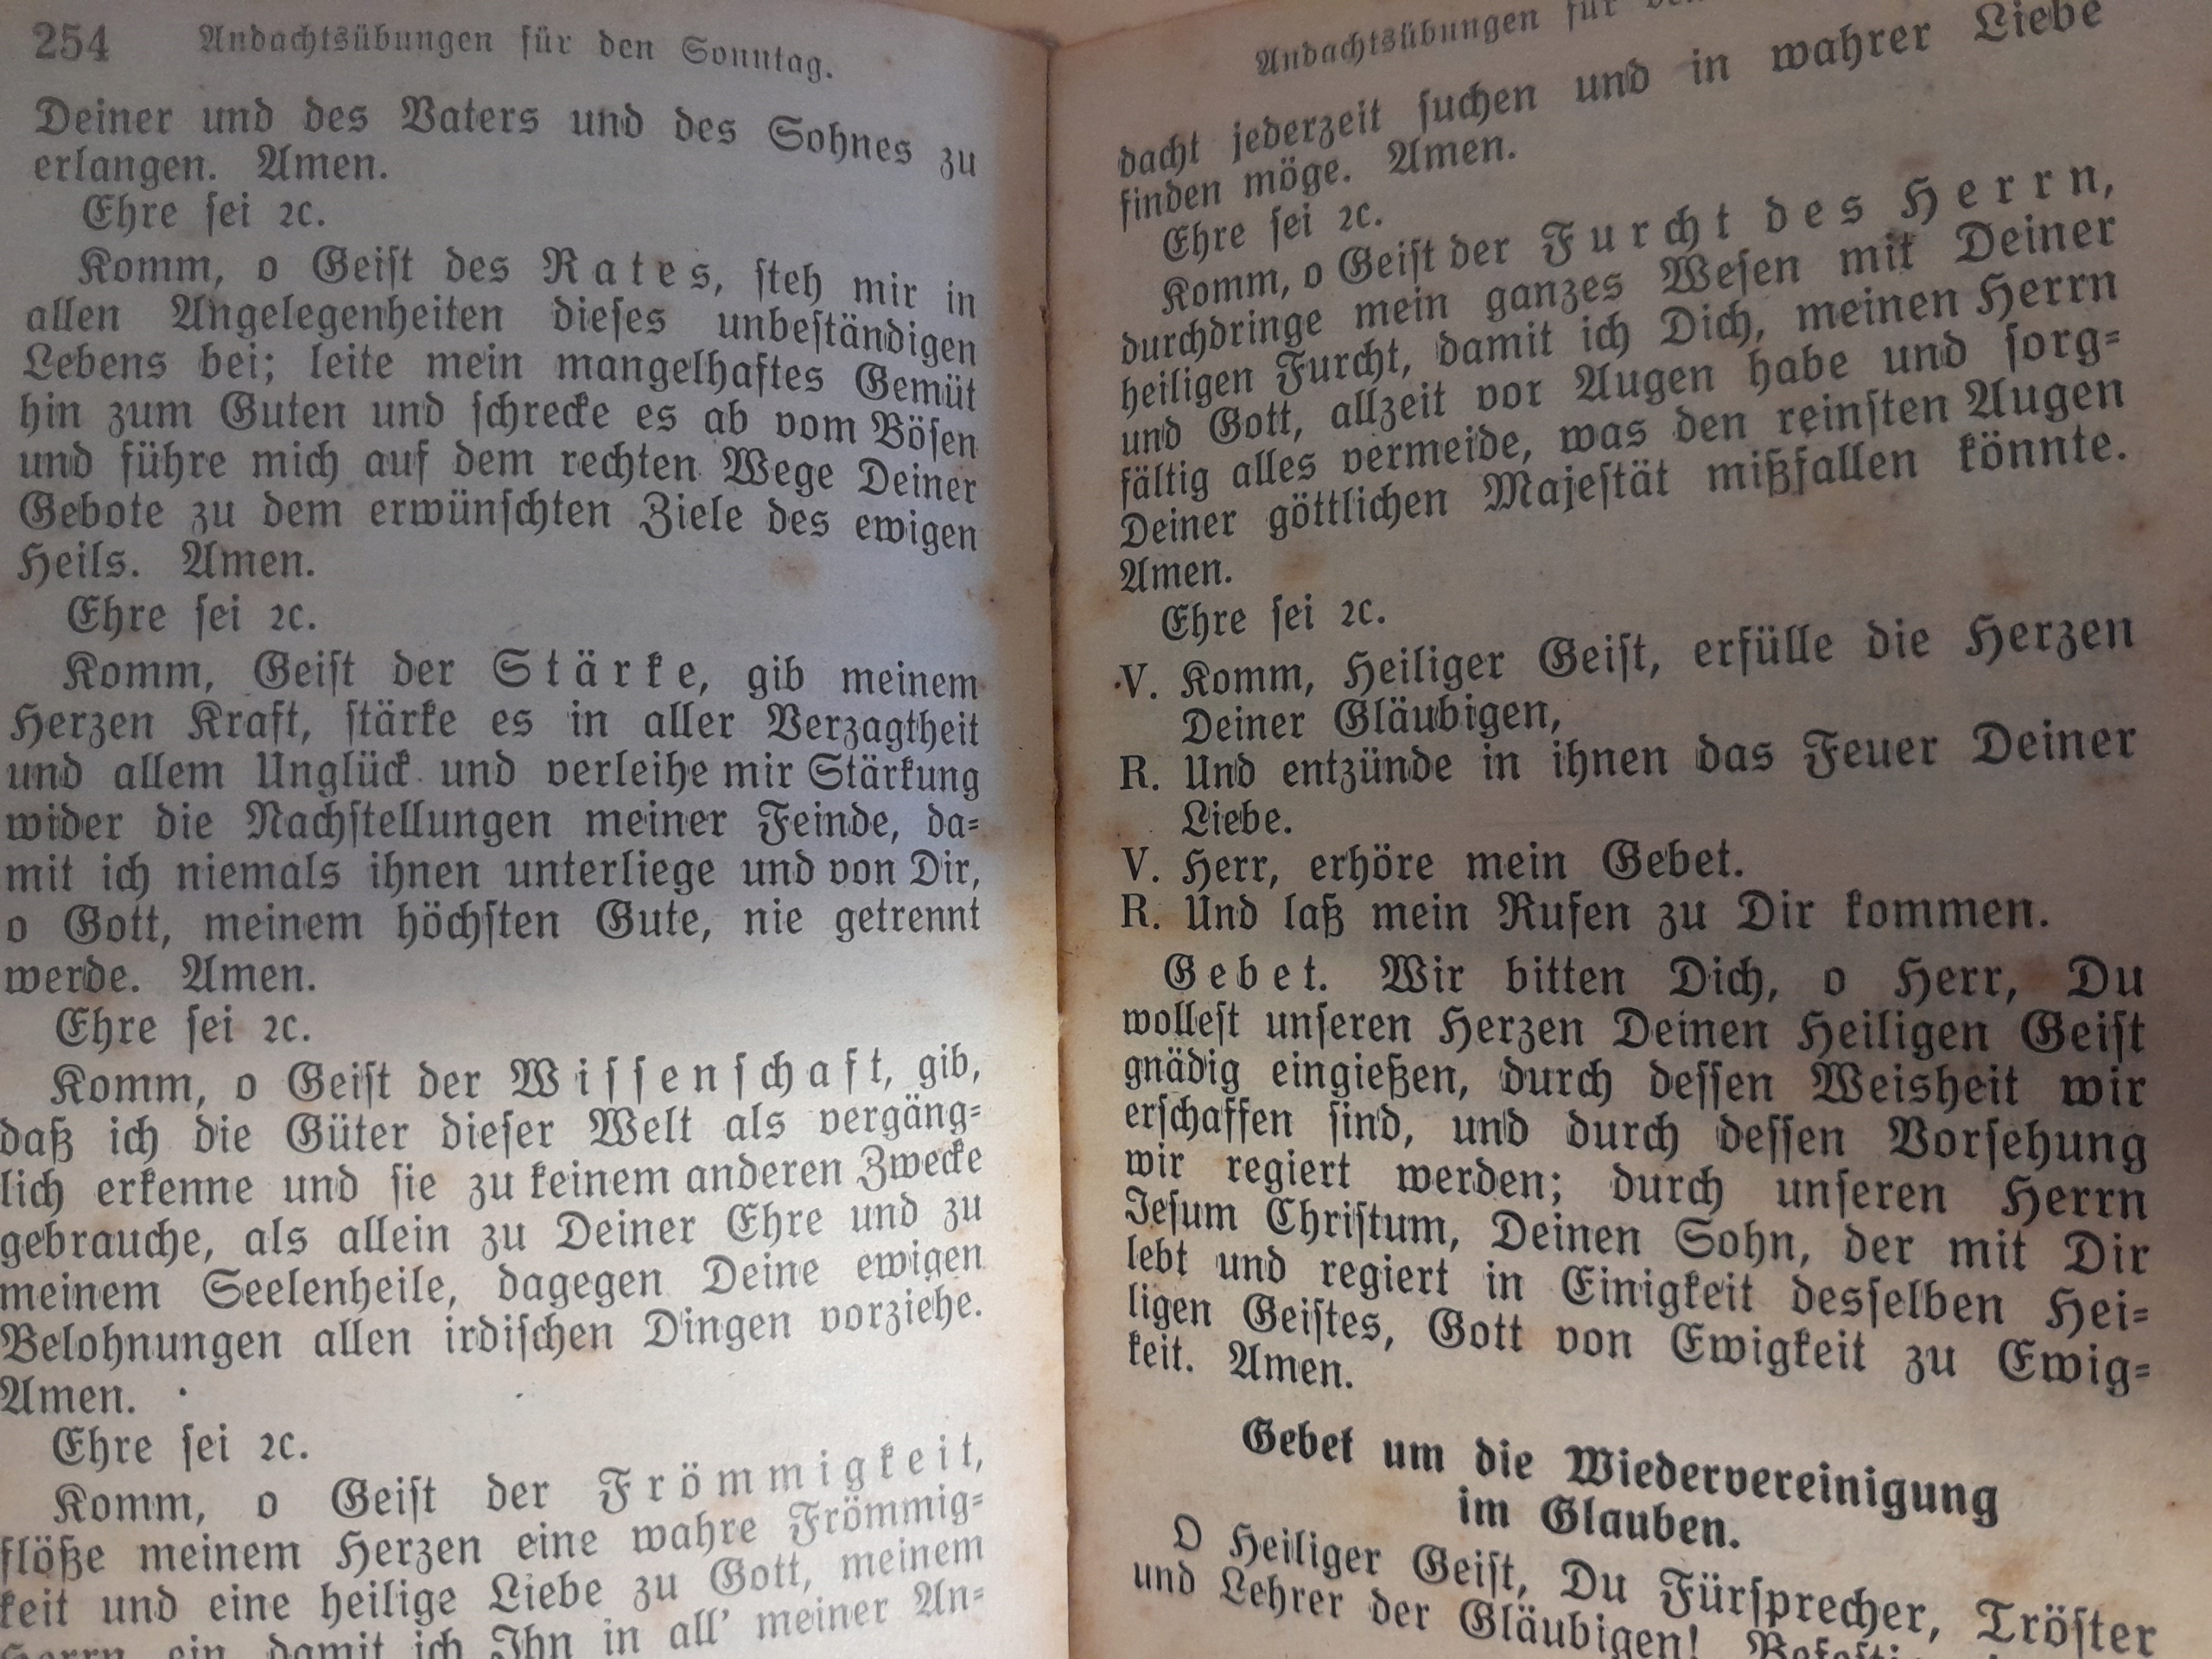 254 Andachtsübungen für den Sonntag.
Deiner und des Vaters und des Sohnes zu
erlangen. Amen.
Ehre sei ꝛc.
Komm, o Geist des Rates, steh mir in
allen Angelegenheiten dieses unbeständigen
Lebens bei; leite mein mangelhaftes Gemüt
hin zum Guten und schrecke es ab vom Bösen
und führe mich auf dem rechten Wege Deiner
Gebote zu dem erwünschten Ziele des ewigen
Heils. Amen.
Ehre sei ꝛc.
Komm, Geist der Stärke, gib meinem
Herzen Kraft, stärke es in aller Verzagtheit
und allem Unglück und verleihe mir Stärkung
wider die Nachstellungen meiner Feinde, da-
mit ich niemals ihnen unterliege und von Dir,
o Gott, meinem höchsten Gute, nie getrennt
werde. Amen.
Ehre sei ꝛc.
Komm, o Geist der Wissenschaft, gib,
daß ich die Güter dieser Welt als vergäng-
lich erkenne und sie zu keinem anderen Zwecke
gebrauche, als allein zu Deiner Ehre und zu
meinem Seelenheile, dagegen Deine ewigen
Belohnungen allen irdischen Dingen vorziehe.
Amen.
Ehre sei ꝛc.
Komm, o Geist der Frömmigkeit,
flöße meinem Herzen eine wahre Frömmig-
keit und eine heilige Liebe zu Gott, meinem
Herrn ein, damit ich Ihn in all' meiner An-
Andachtsübungen für
dacht jederzeit suchen und in wahrer Liebe
finden möge. Amen.
Ehre sei ꝛc.
Komm, o Geist der Furcht des Herrn,
durchdringe mein ganzes Wesen mit Deiner
heiligen Furcht, damit ich Dich, meinen Herrn
und Gott, allzeit vor Augen habe und sorg-
fältig alles vermeide, was den reinsten Augen
Deiner göttlichen Majestät mißfallen könnte.
Amen.
Ehre sei ꝛc.
V. Komm, Heiliger Geist, erfülle die Herzen
Deiner Gläubigen,
R. Und entzünde in ihnen das Feuer Deiner
Liebe.
V. Herr, erhöre mein Gebet.
R. Und laß mein Rufen zu Dir kommen.
Gebet. Wir bitten Dich, o Herr, Du
wollest unseren Herzen Deinen Heiligen Geist
gnädig eingießen, durch dessen Weisheit wir
erschaffen sind, und durch dessen Vorsehung
wir regiert werden; durch unseren Herrn
Jesum Christum, Deinen Sohn, der mit Dir
lebt und regiert in Einigkeit desselben Hei-
ligen Geistes, Gott von Ewigkeit zu Ewig-
keit. Amen.
Gebet um die Wiedervereinigung
im Glauben.
O Heiliger Geist, Du Fürsprecher, Tröster
und Lehrer der Gläubigen!